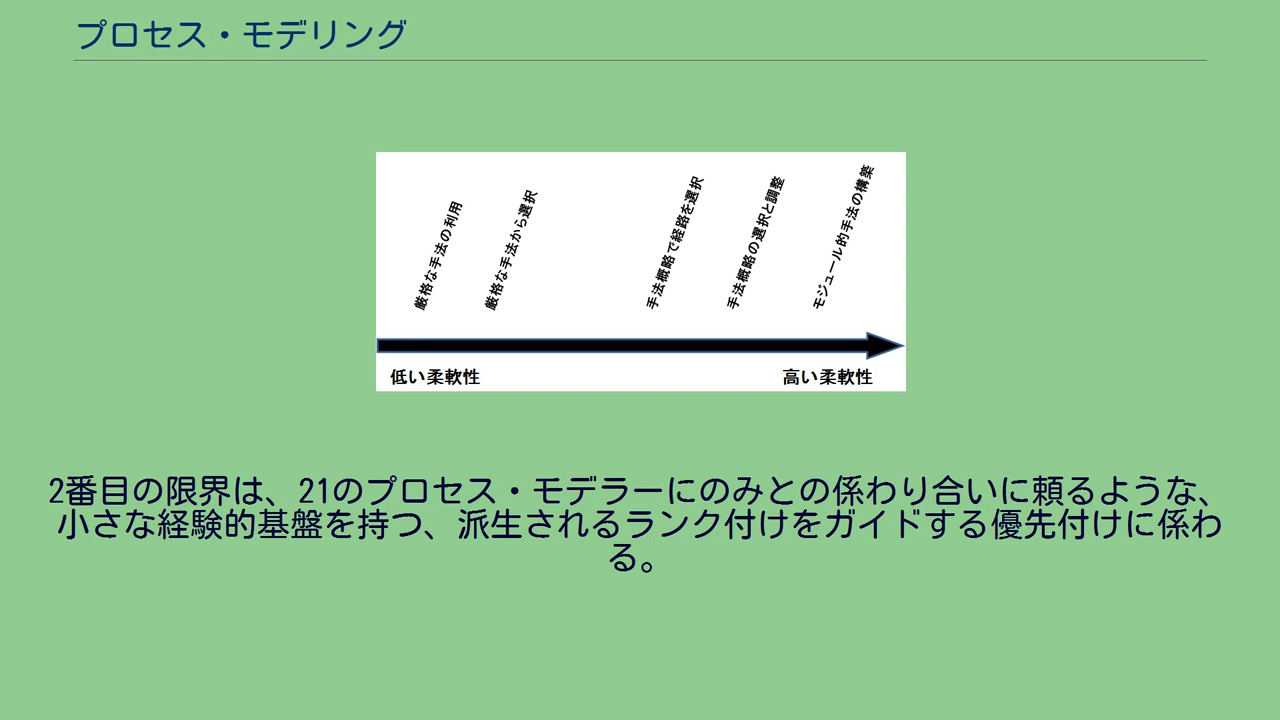 プロセス・モデリング
厳格な手法の利用
厳格な手法から選択
手法概略で経路を選択
手法概略の選択と調整
モジュール的手法の構築
低い柔軟性
高い柔軟性
2番目の限界は、21のプロセス・モデラーにのみとの係わり合いに頼るような、
小さな経験的基盤を持つ、派生されるランク付けをガイドする優先付けに係わ
る。